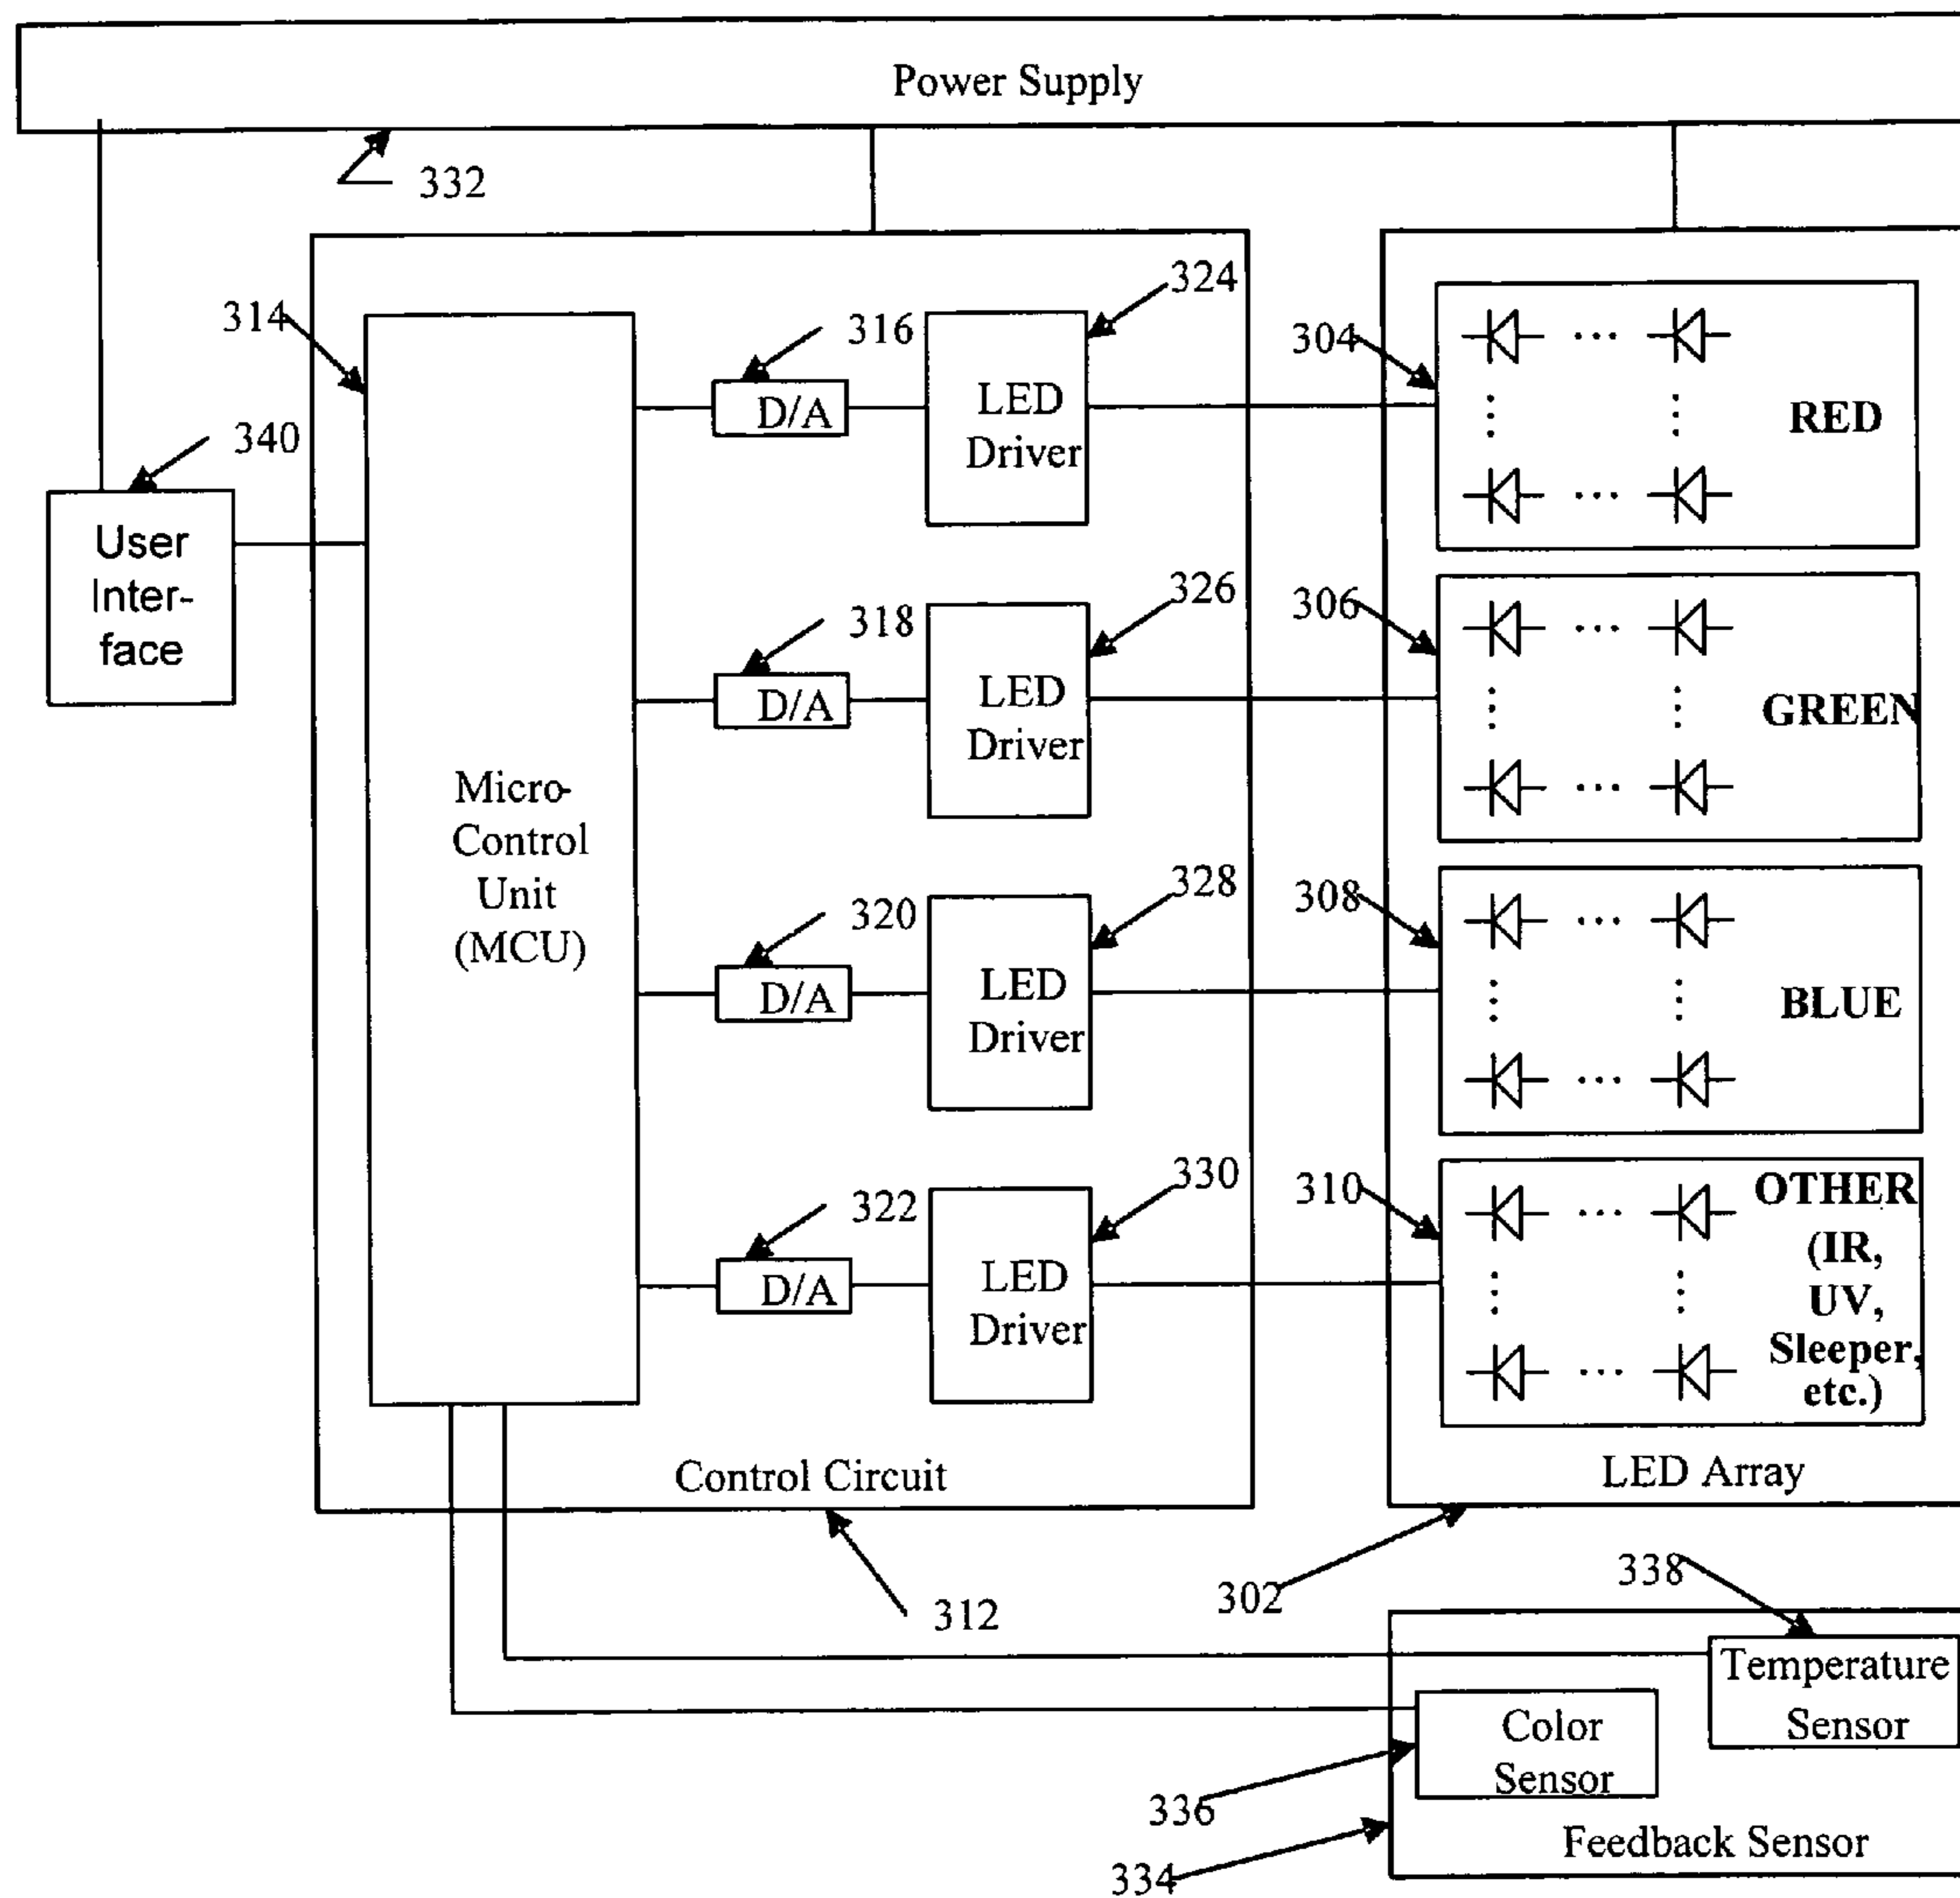 Power Supply
332
324
314
316
304
LED
Driver
D/A
RED
340
User
Inter-
face
326
318
306
LED
Driver
D/A
GREEN
Micro-
Control
Unit
(MCU)
328
320
308
LED
Driver
D/A
BLUE
330
322
310
LED
Driver
D/A
OTHER
(IR,
UV,
Sleeper,
etc.)
Control Circuit
LED Array
312
302
338
Temperature
Sensor
Color
Sensor
336
Feedback Sensor
334